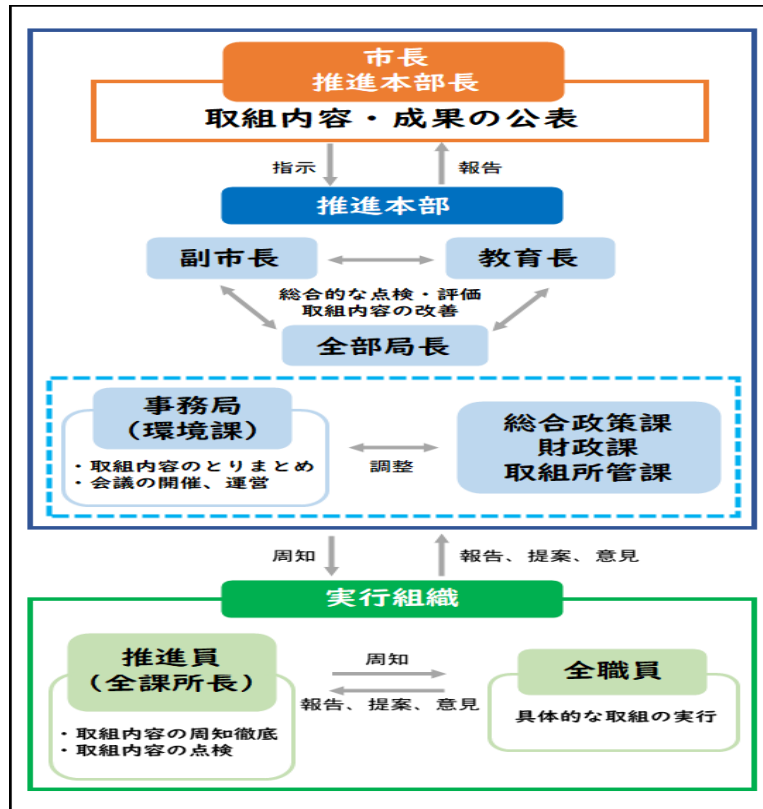 市長
推進本部長
取組内容・成果の公表
指示
報告
推進本部
副市長
教育長
総合的な点検・評価
取組内容の改善
全部局長
事務局
（環境課）
・取組内容のとりまとめ
・会議の開催、運営
調整
総合政策課
財政課
取組所管課
周知
報告、提案、意見
実行組織
推進員
（全課所長）
・取組内容の周知徹底
・取組内容の点検
周知
報告、提案、意見
全職員
具体的な取組の実行